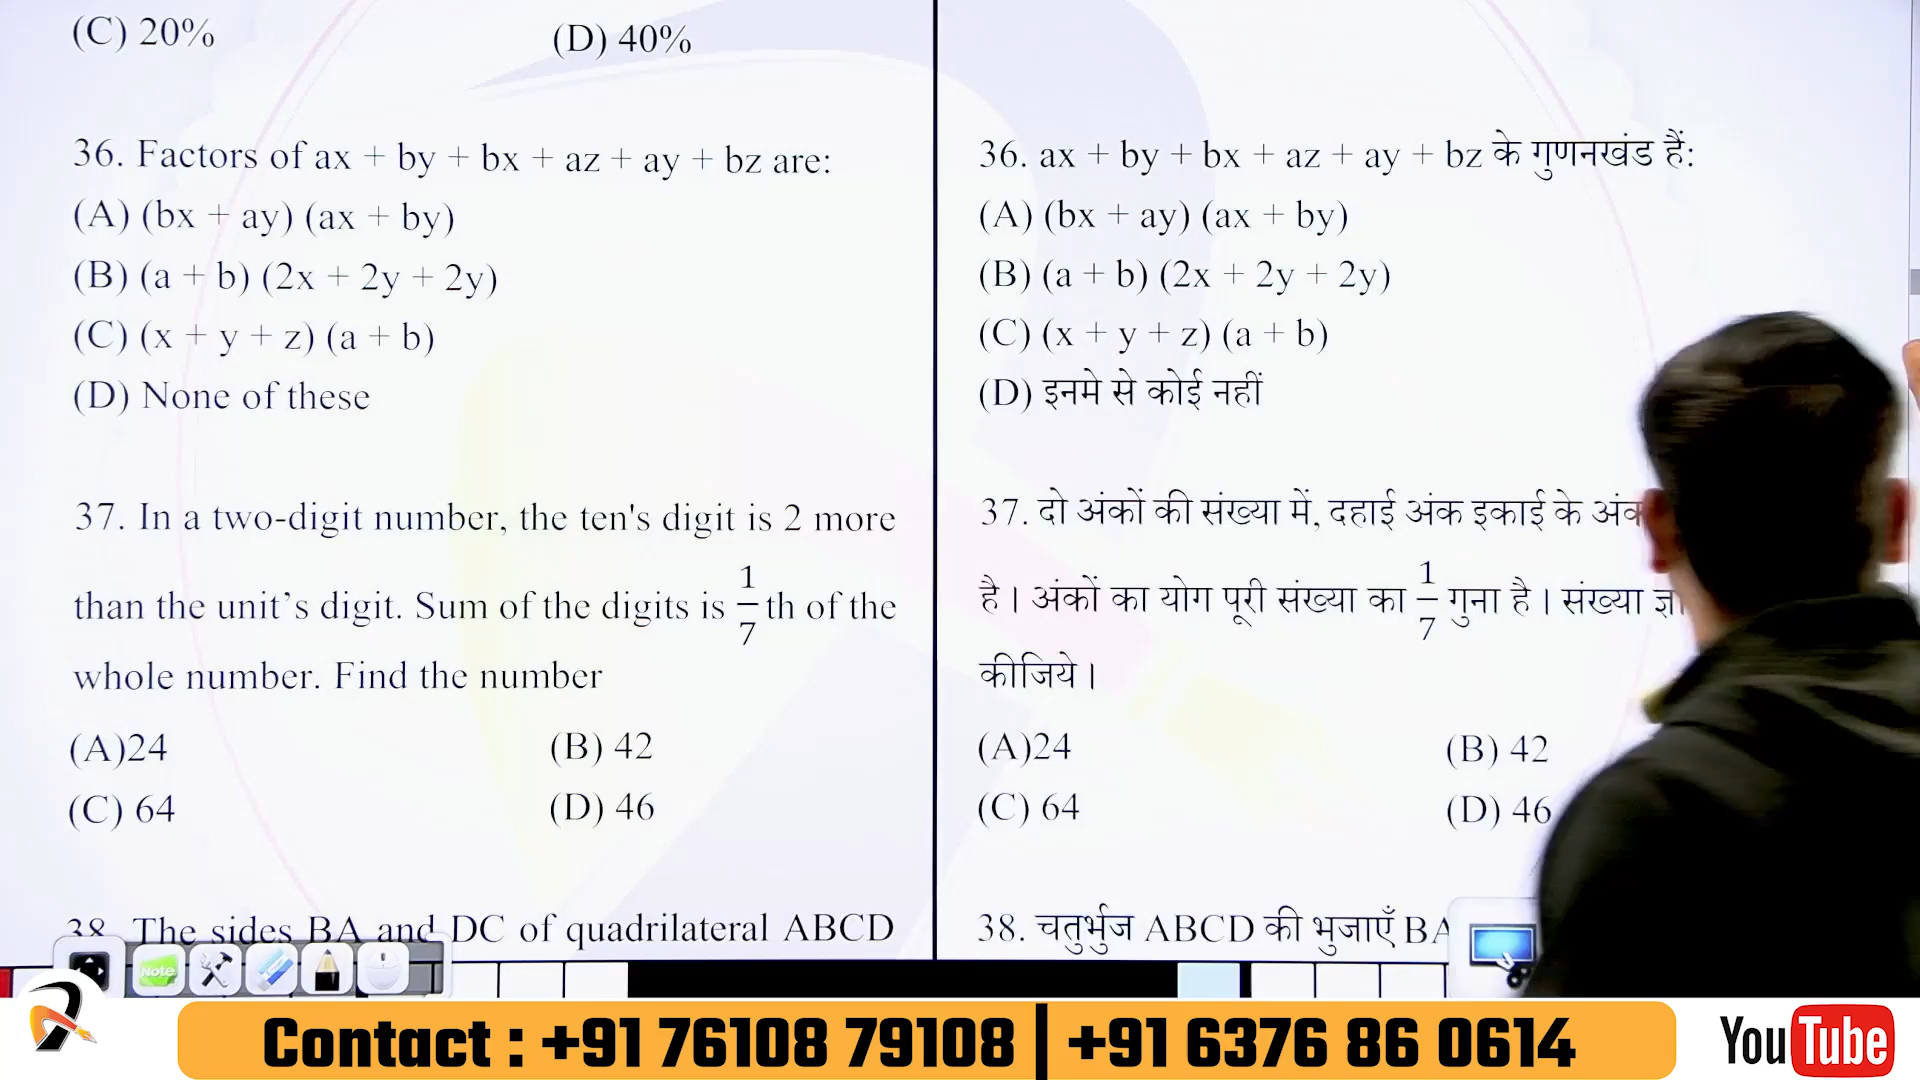 (C) 20%
(D) 40%
36. Factors of ax + by + bx + az + ay + bz are:
(A) (bx + ay) (ax + by)
(B) (a + b) (2x + 2y + 2y)
(C) (x + y + z) (a + b)
(D) None of these
37. In a two-digit number, the ten's digit is 2 more
than the unit’s digit. Sum of the digits is 1/7 th of the
whole number. Find the number
(A)24
(B) 42
(C) 64
(D) 46
38. The sides BA and DC of quadrilateral ABCD
36. ax + by + bx + az + ay + bz के गुणनखंड हैं:
(A) (bx + ay) (ax + by)
(B) (a + b) (2x + 2y + 2y)
(C) (x + y + z) (a + b)
(D) इनमे से कोई नहीं
37. दो अंकों की संख्या में, दहाई अंक इकाई के
है। अंकों का योग पूरी संख्या का 1/7 गुना है। संख्या
कीजिये।
(A)24
(B) 42
(C) 64
(D) 46
38. चतुर्भुज ABCD की भुजाएँ BA
Note
Contact : +91 76108 79108 | +91 6376 86 0614
YouTube